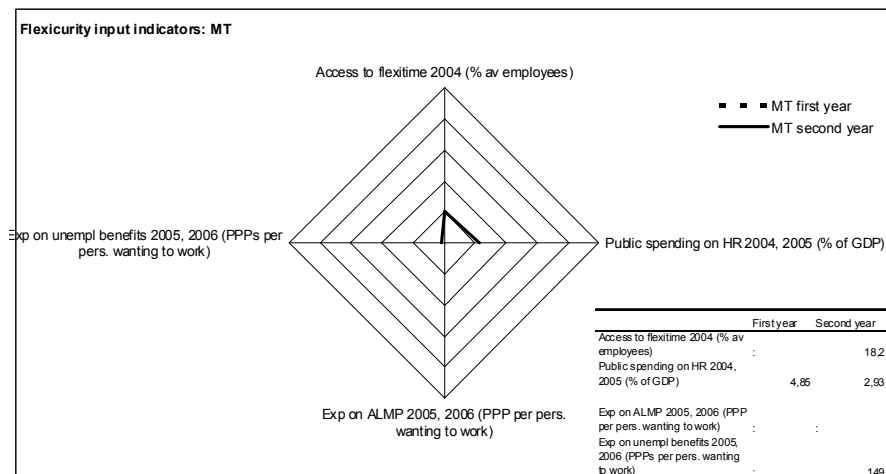 Flexicurity input indicators: MT
Access to flexitime 2004 (% av employees)
MT first year
MT second year
Exp on unempl benefits 2005, 2006 (PPPs per
pers. wanting to work)
Public spending on HR 2004, 2005 (% of GDP)
Exp on ALMP 2005, 2006 (PPP per pers.
wanting to work)
First year Second year
Access to flexitime 2004 (% av
employees) : 18,2
Public spending on HR 2004,
2005 (% of GDP) 4,85 2,93
Exp on ALMP 2005, 2006 (PPP
per pers. wanting to work) : :
Exp on unempl benefits 2005,
2006 (PPPs per pers. wanting
to work) : 149